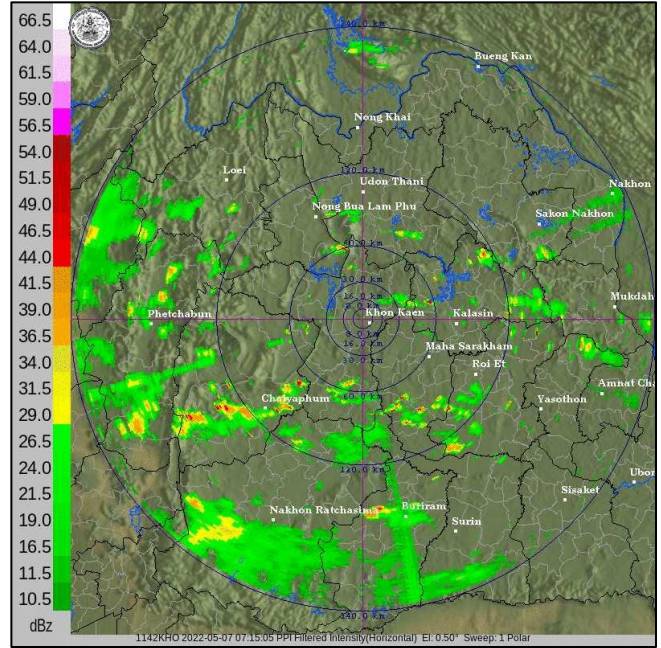 66.5
64.0
61.5
59.0
56.5
54.0
51.5
49.0
46.5
44.0
41.5
39.0
36.5
34.0
31.5
29.0
26.5
24.0
21.5
19.0
16.5
11.5
10.5
dBz
Bueng Kan
Nong Khai
Loei
Udon Thani
Nakhon
Nong Bua Lam Phu
Sakon Nakhon
Mukdah
Phetchabun
Khon Kaen
Kalasin
Maha Sarakham
Roi-Et
Amnat Cha
Chaiyaphum
Yasothon
120.0 km
Ubon
Sisaket
Nakhon Ratchasima
Buriram
Surin
1142KHO 2022-05-07 07:15:05 PPI Filtered Intensity(Horizontal) El: 0.50° Sweep: 1 Polar